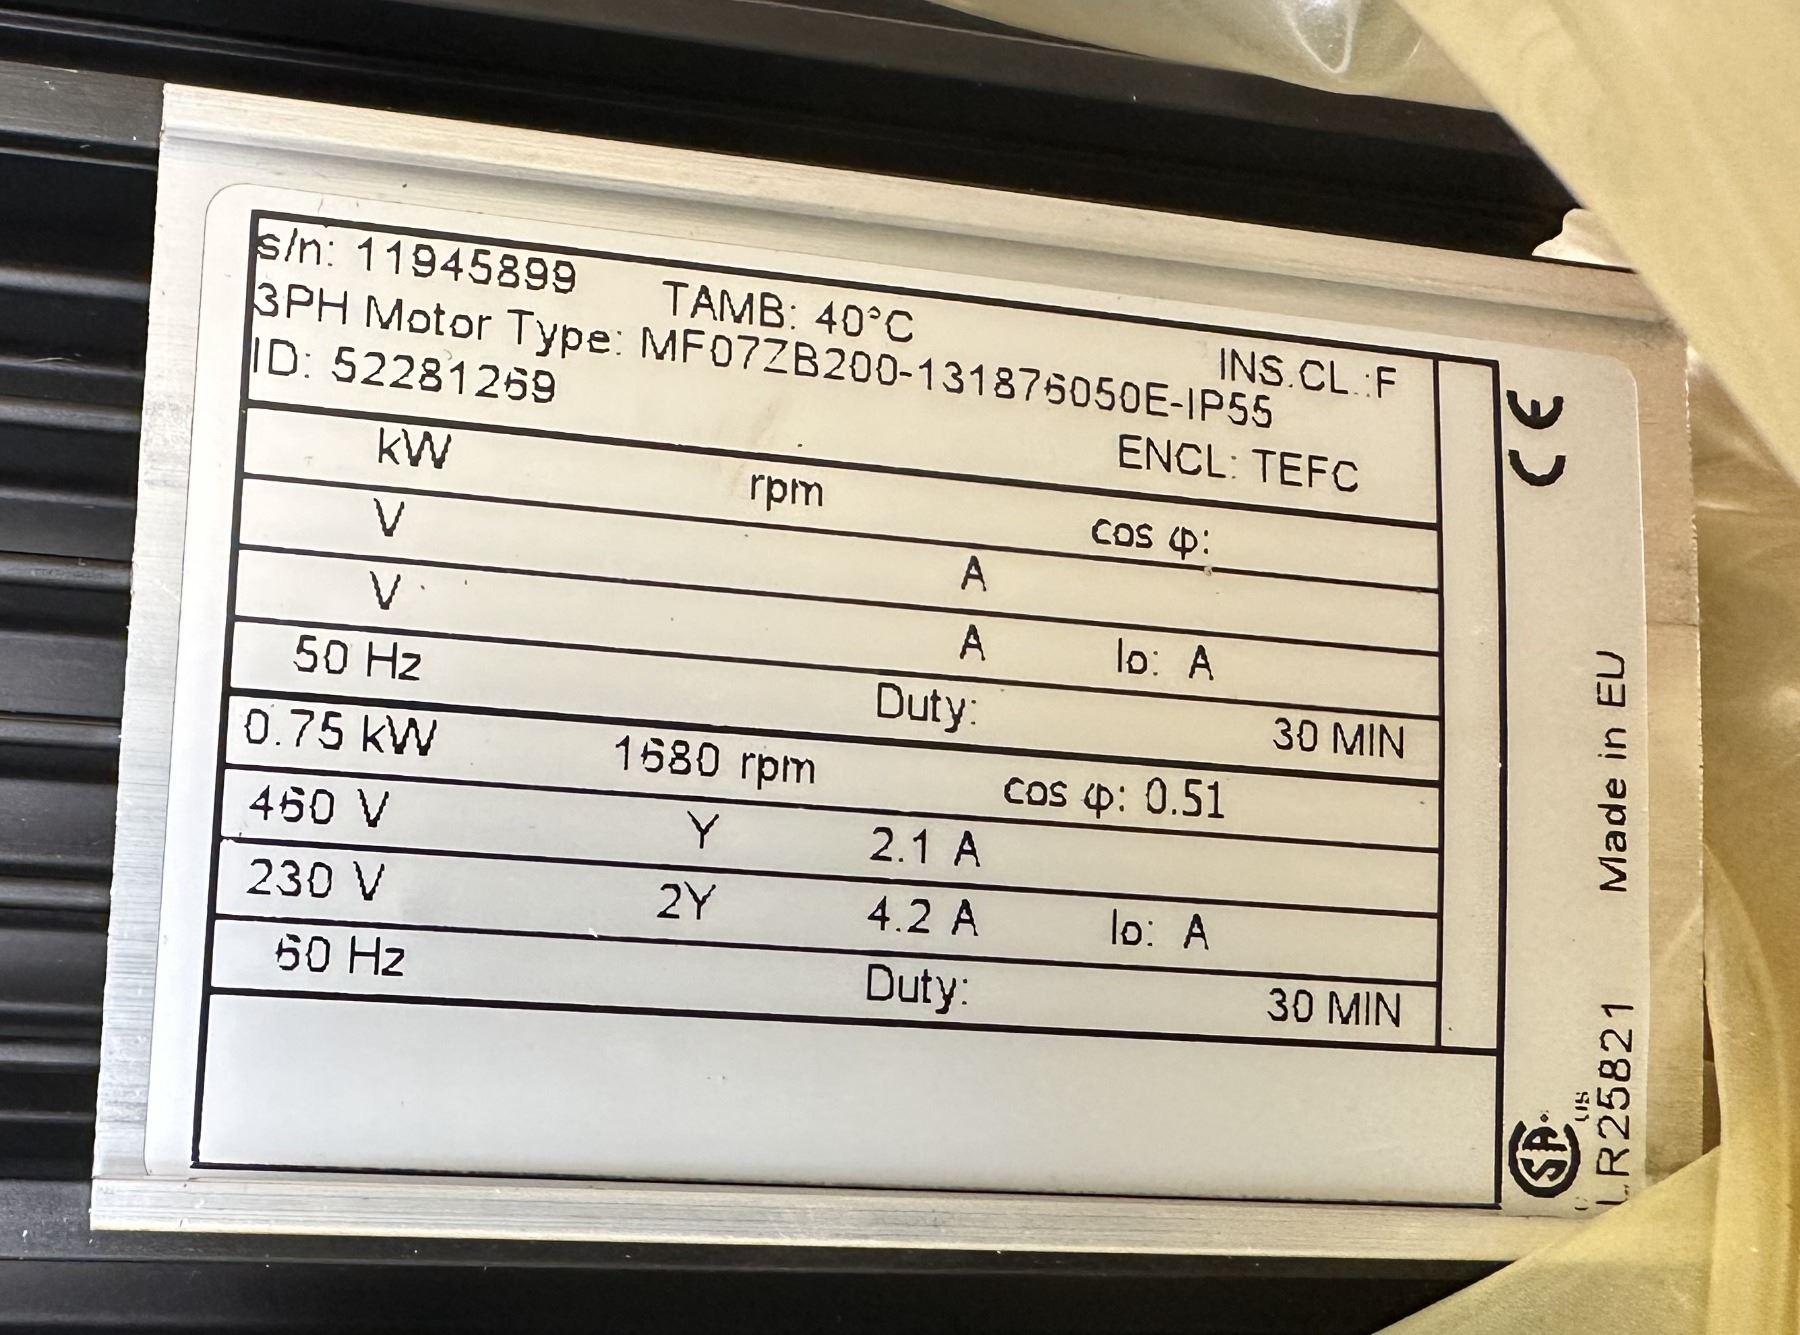 s/n: 11945899 TAMB: 40°C INS.CL.:F
3PH Motor Type: MF07ZB200-131876050E-IP55
ID: 52281269 ENCL: TEFC
kW rpm cos φ:
V A
V A Io: A
50 Hz Duty: 30 MIN
0.75 kW 1680 rpm cos φ: 0.51
460 V Y 2.1 A
230 V 2Y 4.2 A Io: A
60 Hz Duty: 30 MIN
CE
Made in EU
LR25821
C SA US